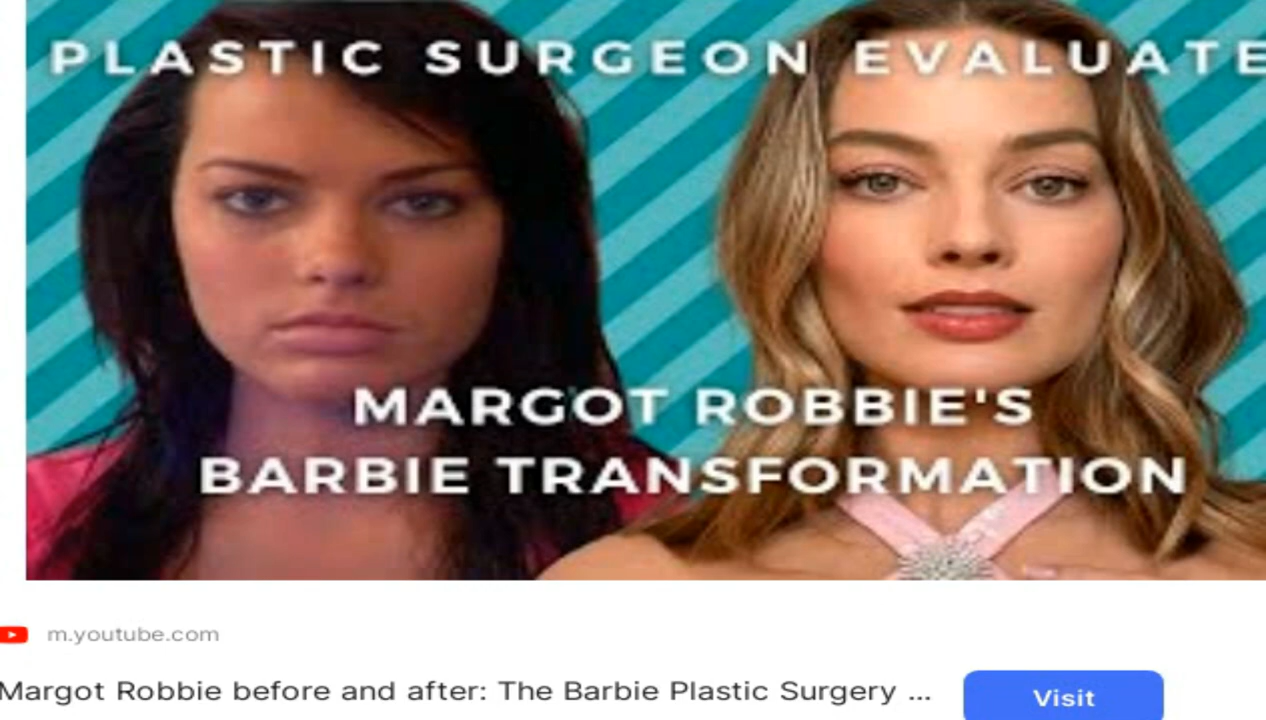 PLASTIC SURGEON EVALUATE
MARGOT ROBBIE'S
BARBIE TRANSFORMATION
m.youtube.com
Margot Robbie before and after: The Barbie Plastic Surgery ...
Visit